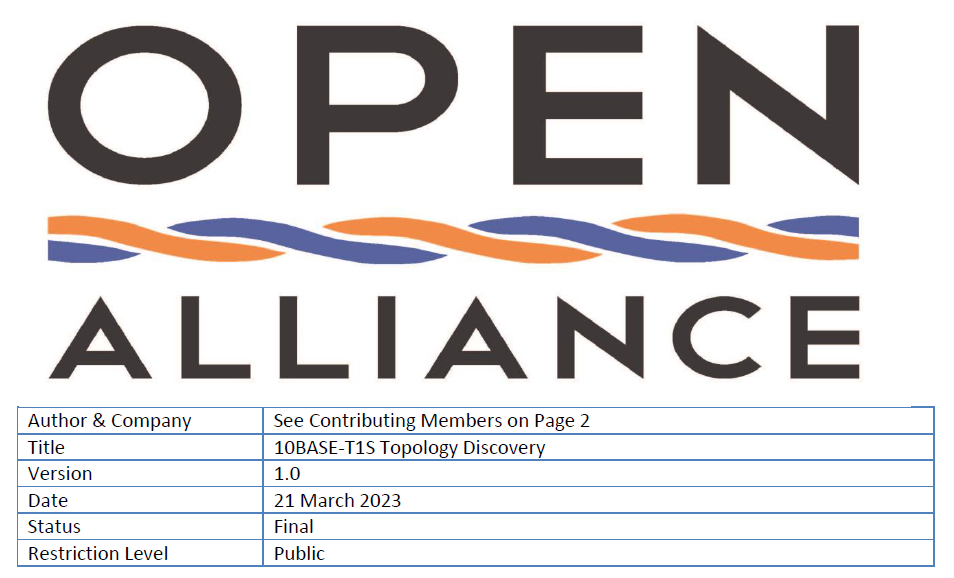 OPEN
ALLIANCE
Author & Company See Contributing Members on Page 2
Title 10BASE-T1S Topology Discovery
Version 1.0
Date 21 March 2023
Status Final
Restriction Level Public